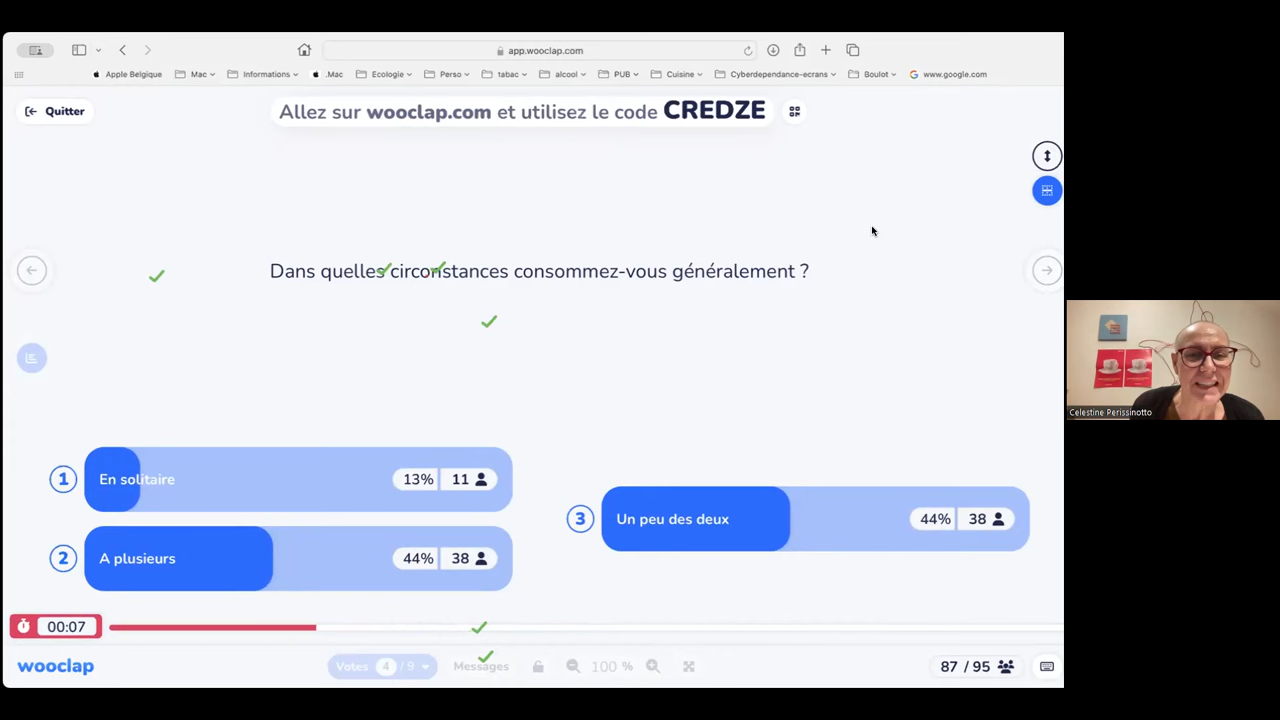 app.wooclap.com
Apple Belgique Mac Informations .Mac Ecologie Perso tabac alcool PUB Cuisine Cyberdependance-ecrans Boulot www.google.com
Quitter
Allez sur wooclap.com et utilisez le code CREDZE
Dans quelles circonstances consommez-vous généralement ?
1 En solitaire 13% 11
2 A plusieurs 44% 38
3 Un peu des deux 44% 38
00:07
wooclap
Votes 4 / 9
Messages
100 %
87 / 95
Celestine Perissinotto